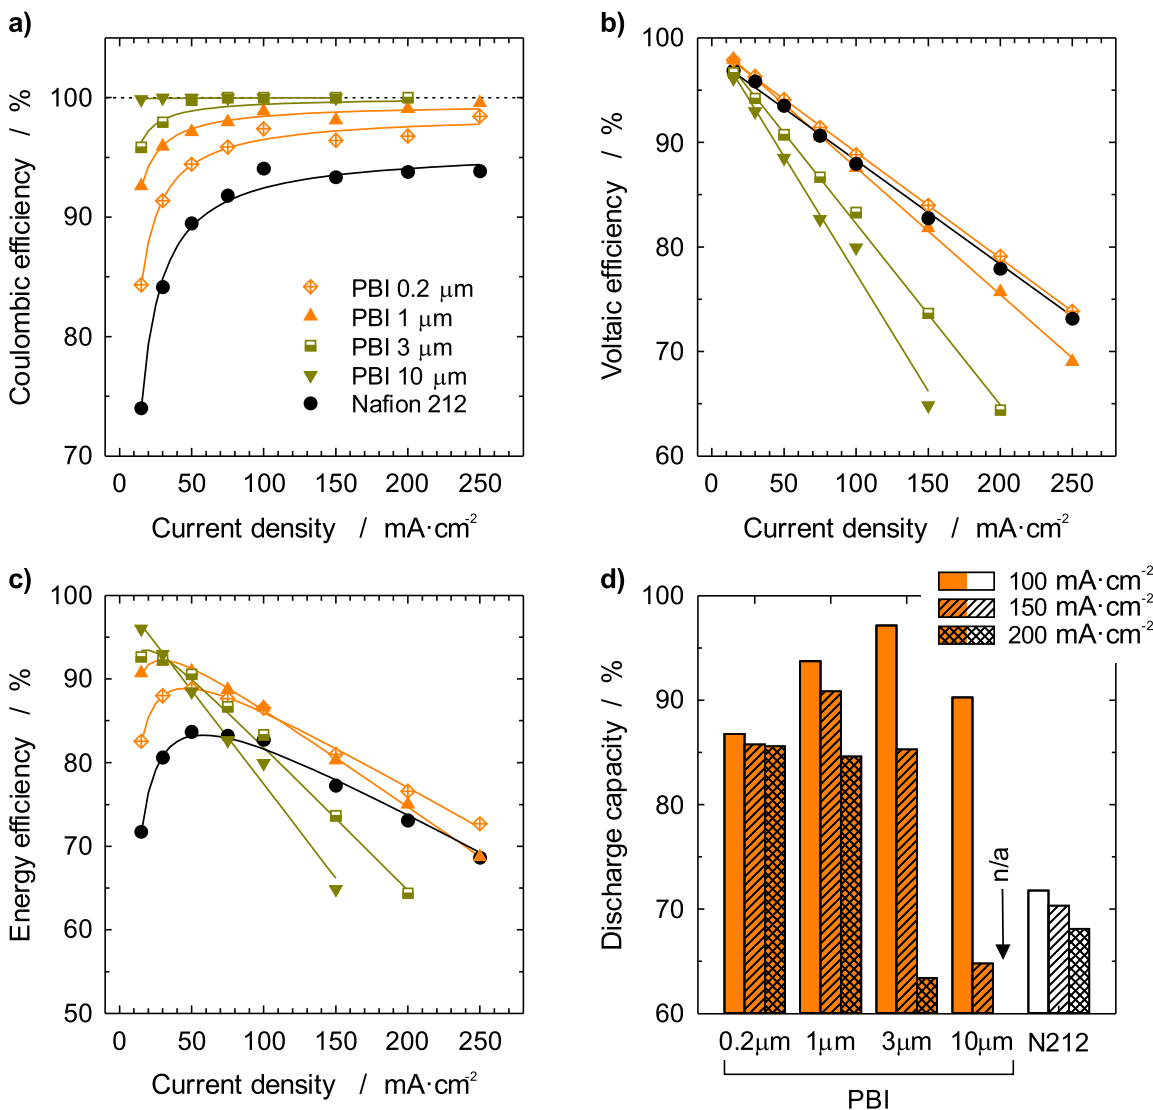 a)
100
90
80
70
Coulombic efficiency / %
PBI 0.2 μm
PBI 1 μm
PBI 3 μm
PBI 10 μm
Nafion 212
0 50 100 150 200 250
Current density / mA·cm-2
b)
100
90
80
70
60
Voltaic efficiency / %
0 50 100 150 200 250
Current density / mA·cm-2
c)
100
90
80
70
60
50
Energy efficiency / %
0 50 100 150 200 250
Current density / mA·cm-2
d)
100 mA·cm-2
150 mA·cm-2
200 mA·cm-2
100
90
80
70
60
Discharge capacity / %
n/a
0.2μm 1μm 3μm 10μm N212
PBI